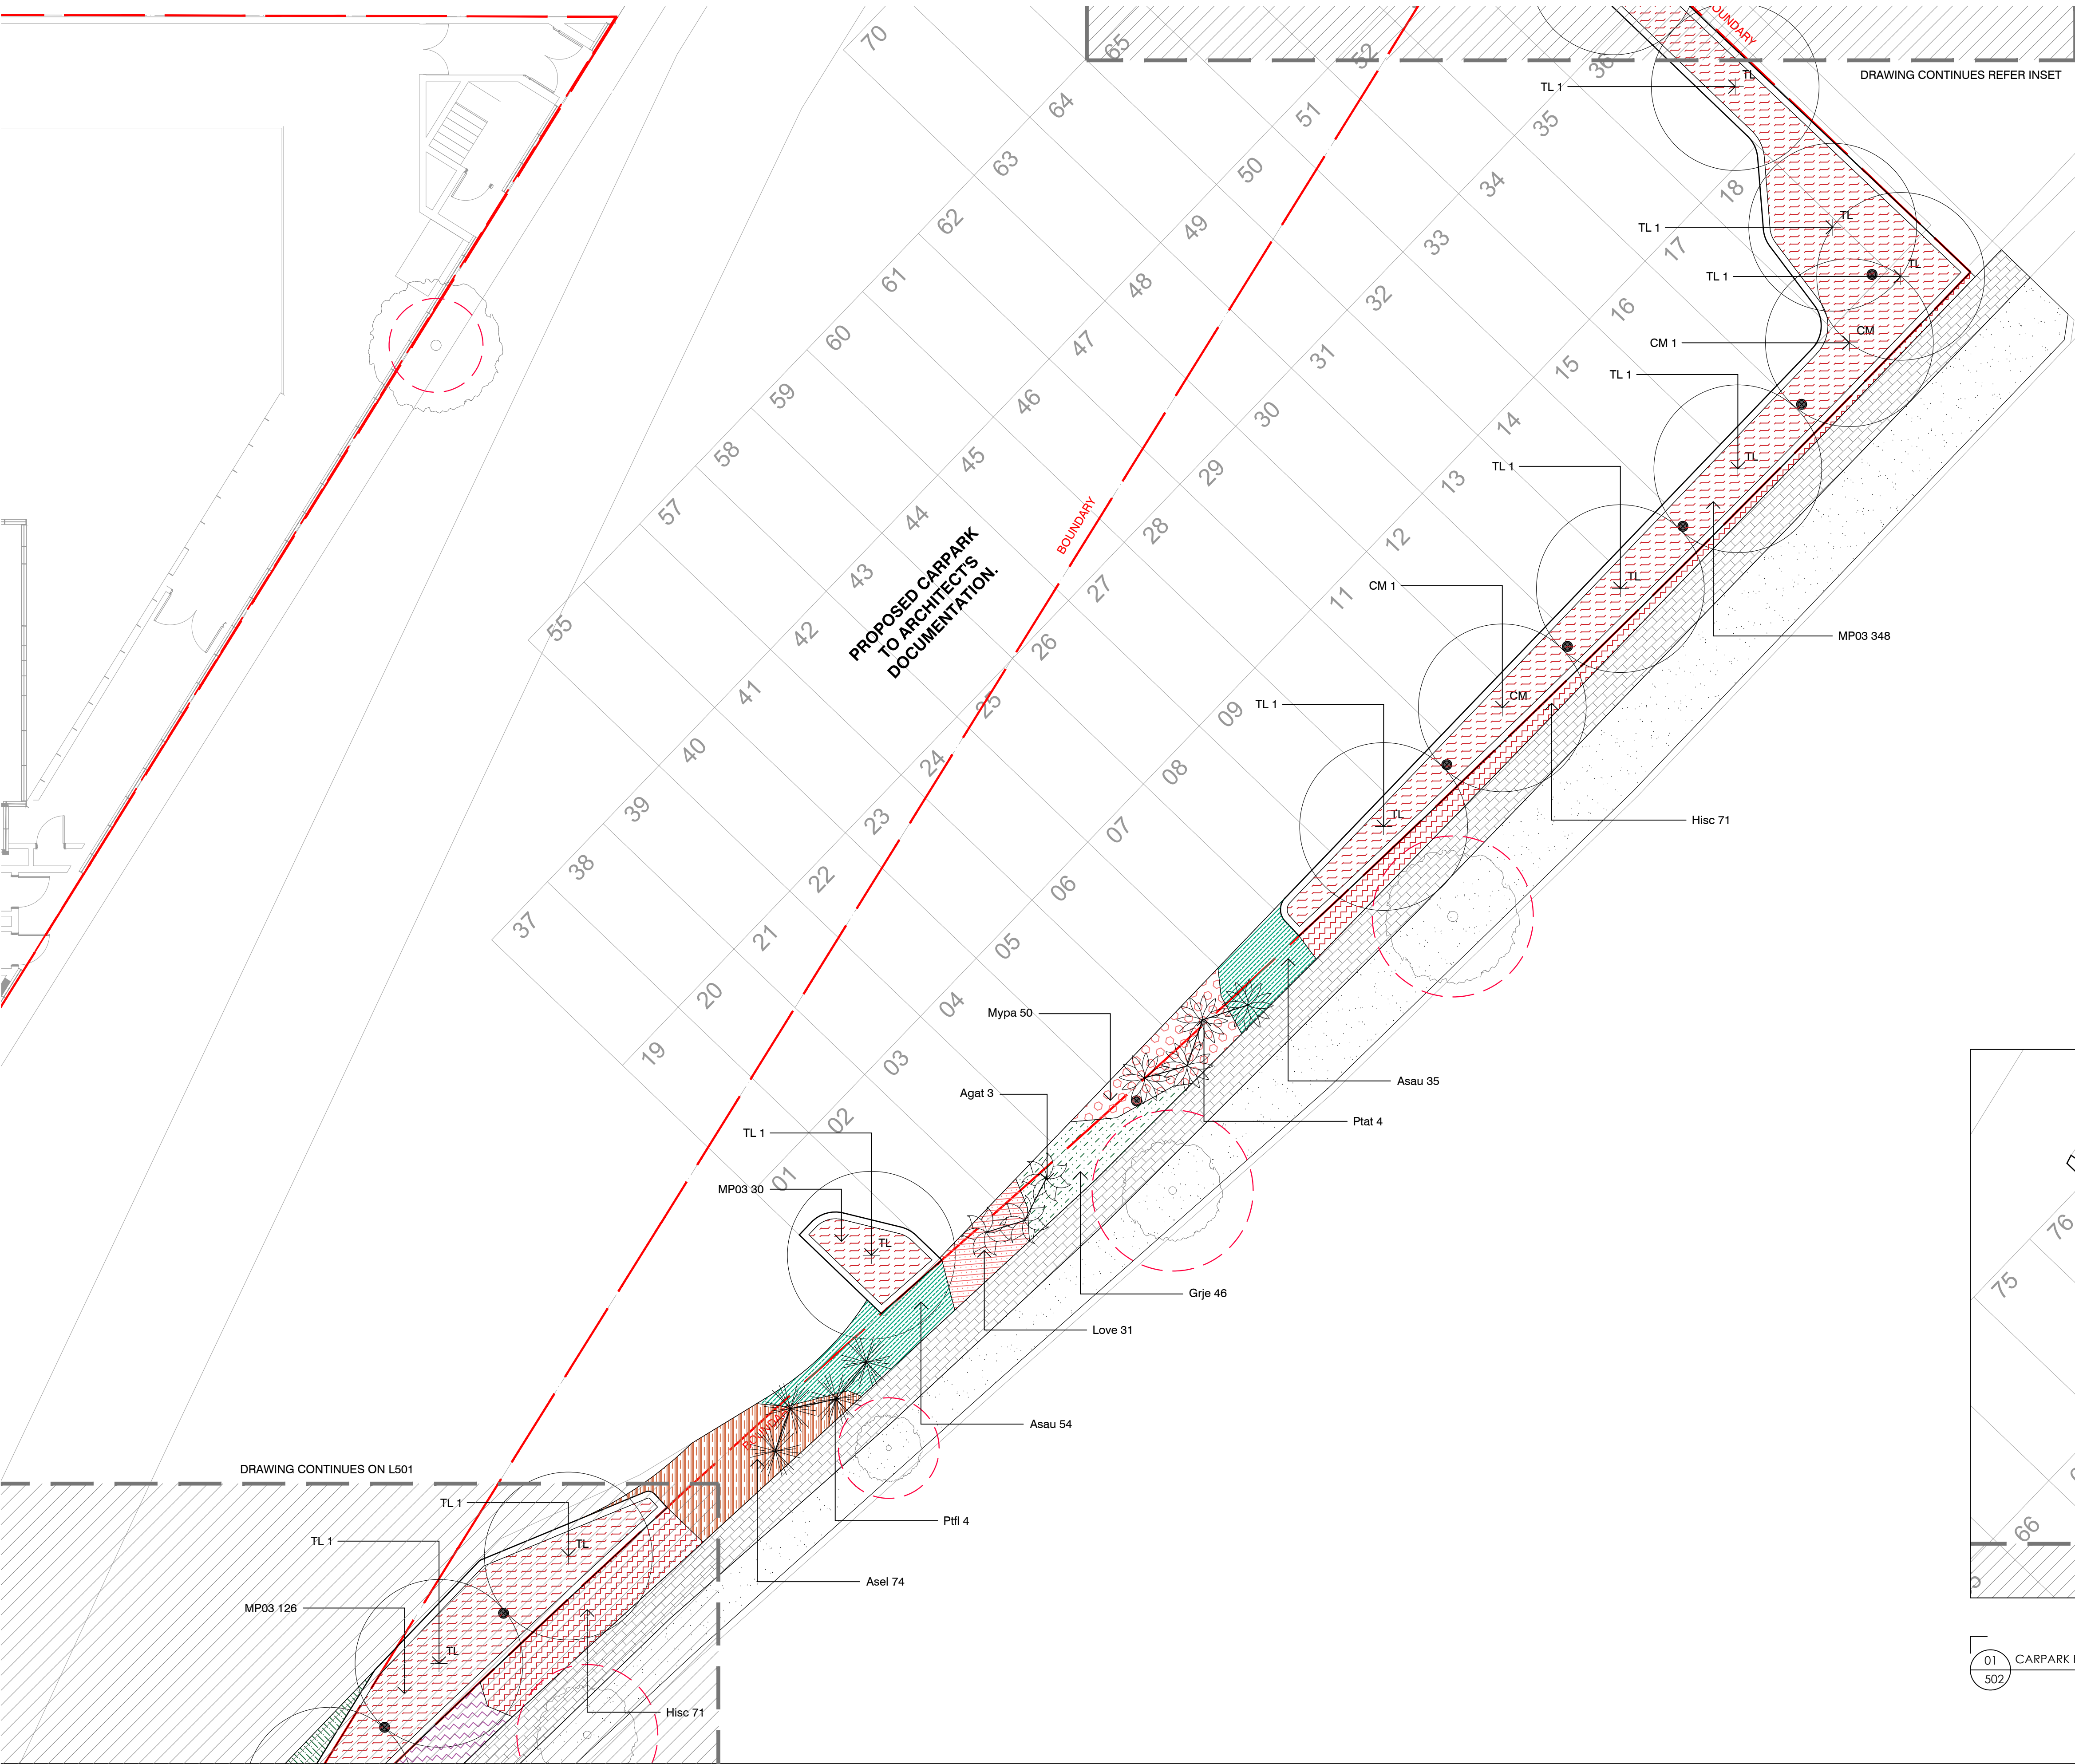 BOUNDARY
DRAWING CONTINUES REFER INSET
TL 1
TL
TL 1
TL
TL 1
TL
CM 1
CM
TL 1
TL
TL 1
TL
CM 1
CM
TL 1
TL
MP03 348
Hisc 71
70
65
64
63
62
61
60
59
58
57
55
52
51
50
49
48
47
46
45
44
43
42
41
40
39
38
37
36
35
34
33
32
31
30
29
28
27
26
25
24
23
22
21
20
19
18
17
16
15
14
13
12
11
09
08
07
06
05
04
03
02
01
PROPOSED CARPARK
TO ARCHITECT'S
DOCUMENTATION.
BOUNDARY
Mypa 50
Agat 3
Asau 35
Ptat 4
TL 1
TL
MP03 30
Grje 46
Love 31
Asau 54
BOUNDARY
Ptfl 4
Asel 74
DRAWING CONTINUES ON L501
TL 1
TL
TL 1
TL
MP03 126
Hisc 71
76
75
66
01
502
CARPARK